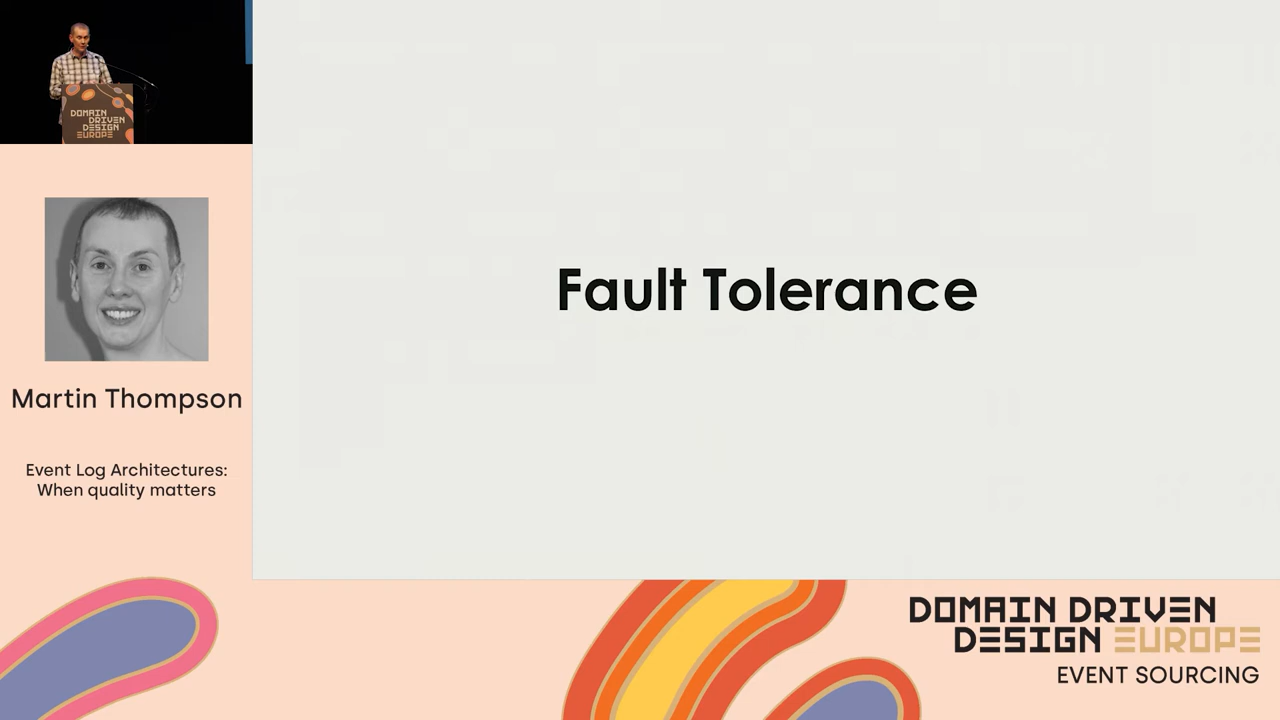 DOMAIN
DRIVEN
DESIGN
EUROPE
Martin Thompson
Event Log Architectures:
When quality matters
Fault Tolerance
DOMAIN DRIVEN
DESIGN EUROPE
EVENT SOURCING